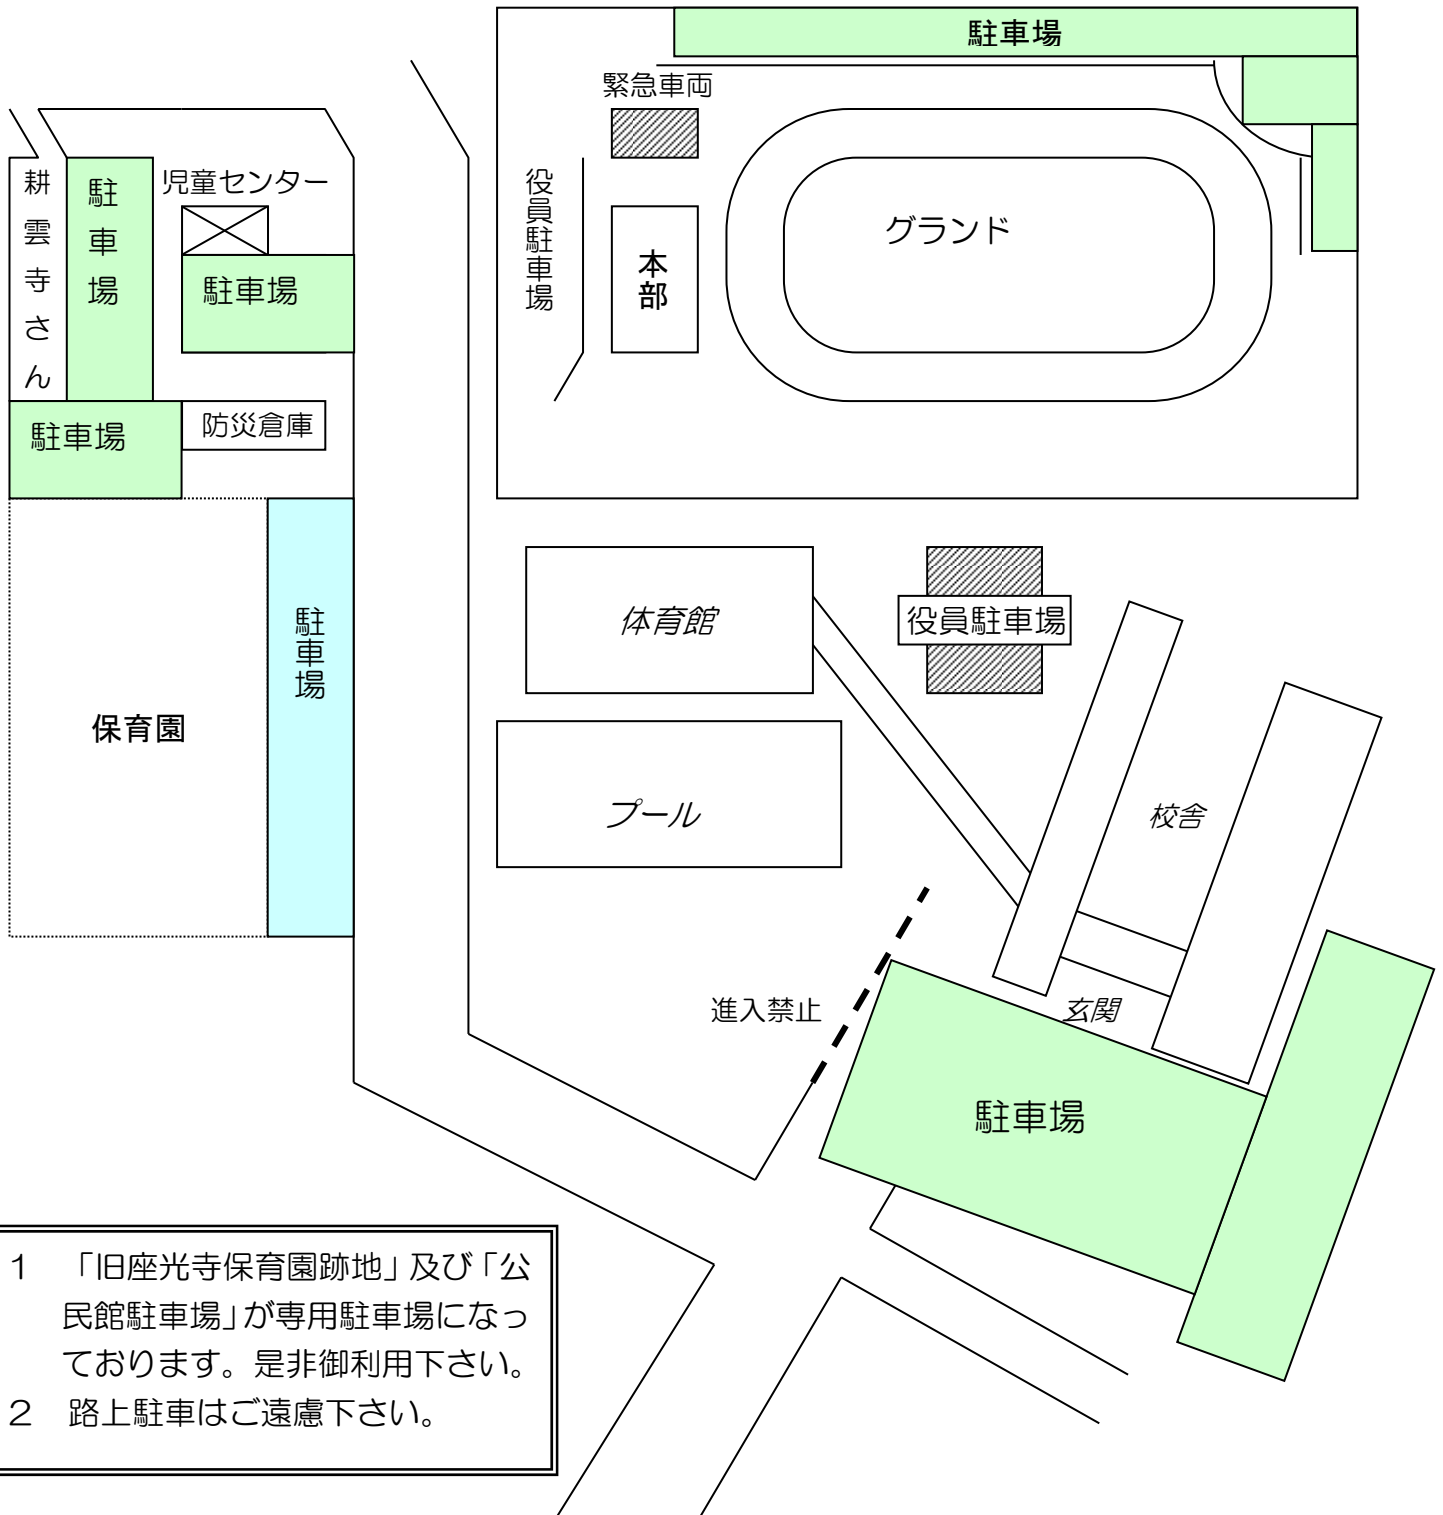 駐車場
緊急車両
役員駐車場
本部
グランド
耕雲寺さん
駐車場
児童センター
駐車場
駐車場
防災倉庫
駐車場
保育園
体育館
役員駐車場
プール
校舎
進入禁止
玄関
駐車場
1 「旧座光寺保育園跡地」及び「公
民館駐車場」が専用駐車場になっ
ております。是非御利用下さい。
2 路上駐車はご遠慮下さい。